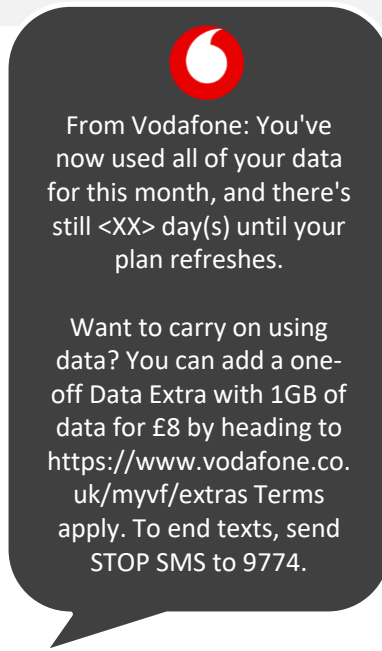 From Vodafone: You've
now used all of your data
for this month, and there's
still <XX> day(s) until your
plan refreshes.
Want to carry on using
data? You can add a one-
off Data Extra with 1GB of
data for £8 by heading to
https://www.vodafone.co.
uk/myvf/extras Terms
apply. To end texts, send
STOP SMS to 9774.